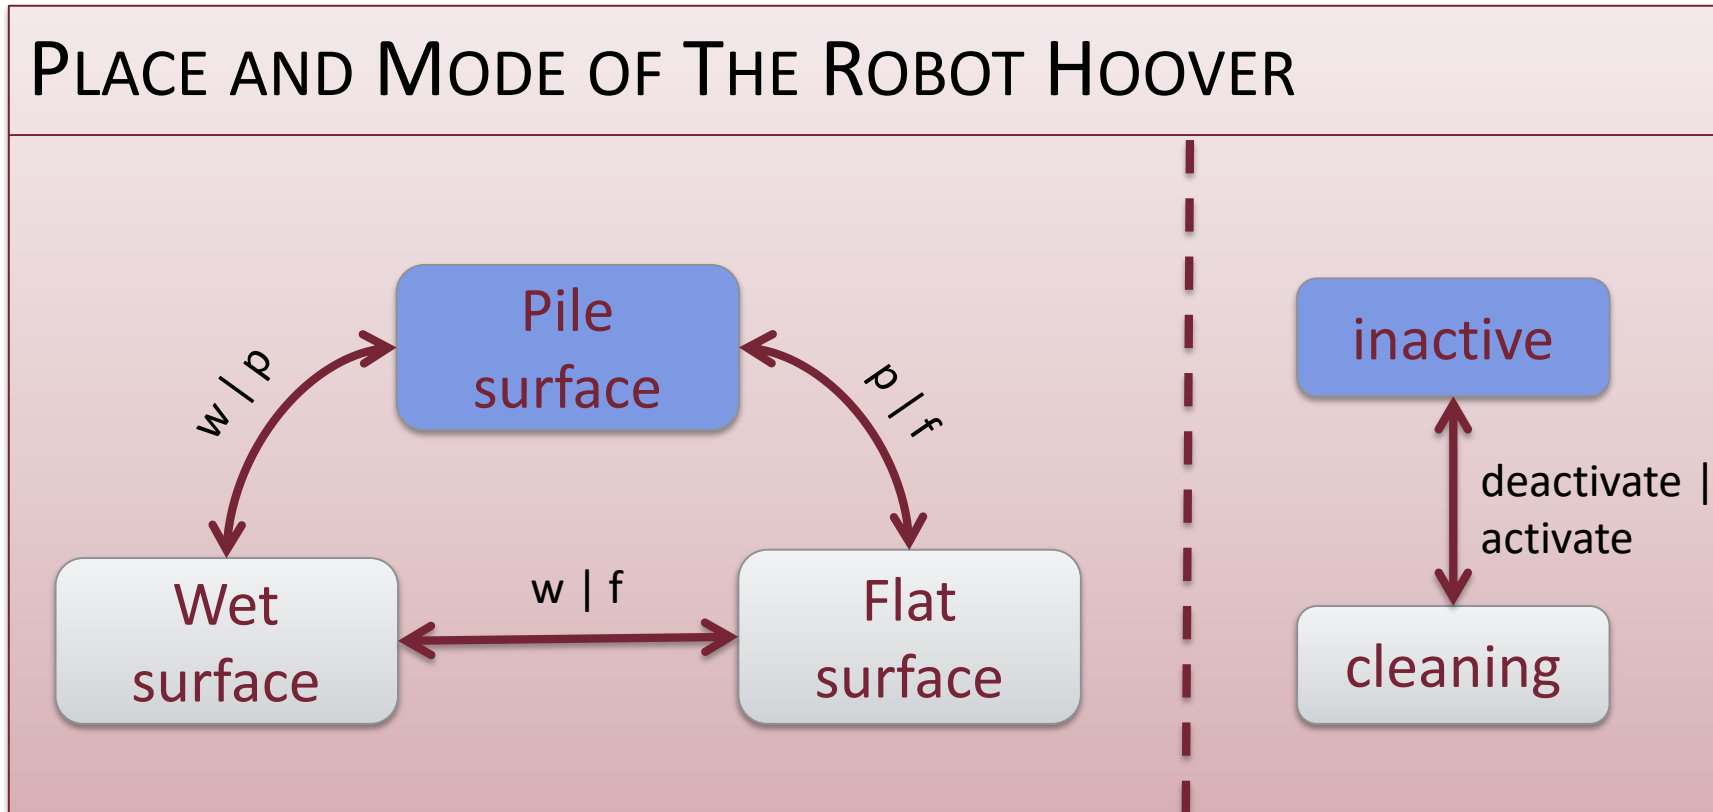 PLACE AND MODE OF THE ROBOT HOOVER
Pile
surface
w | p
p | f
Wet
surface
w | f
Flat
surface
inactive
deactivate |
activate
cleaning